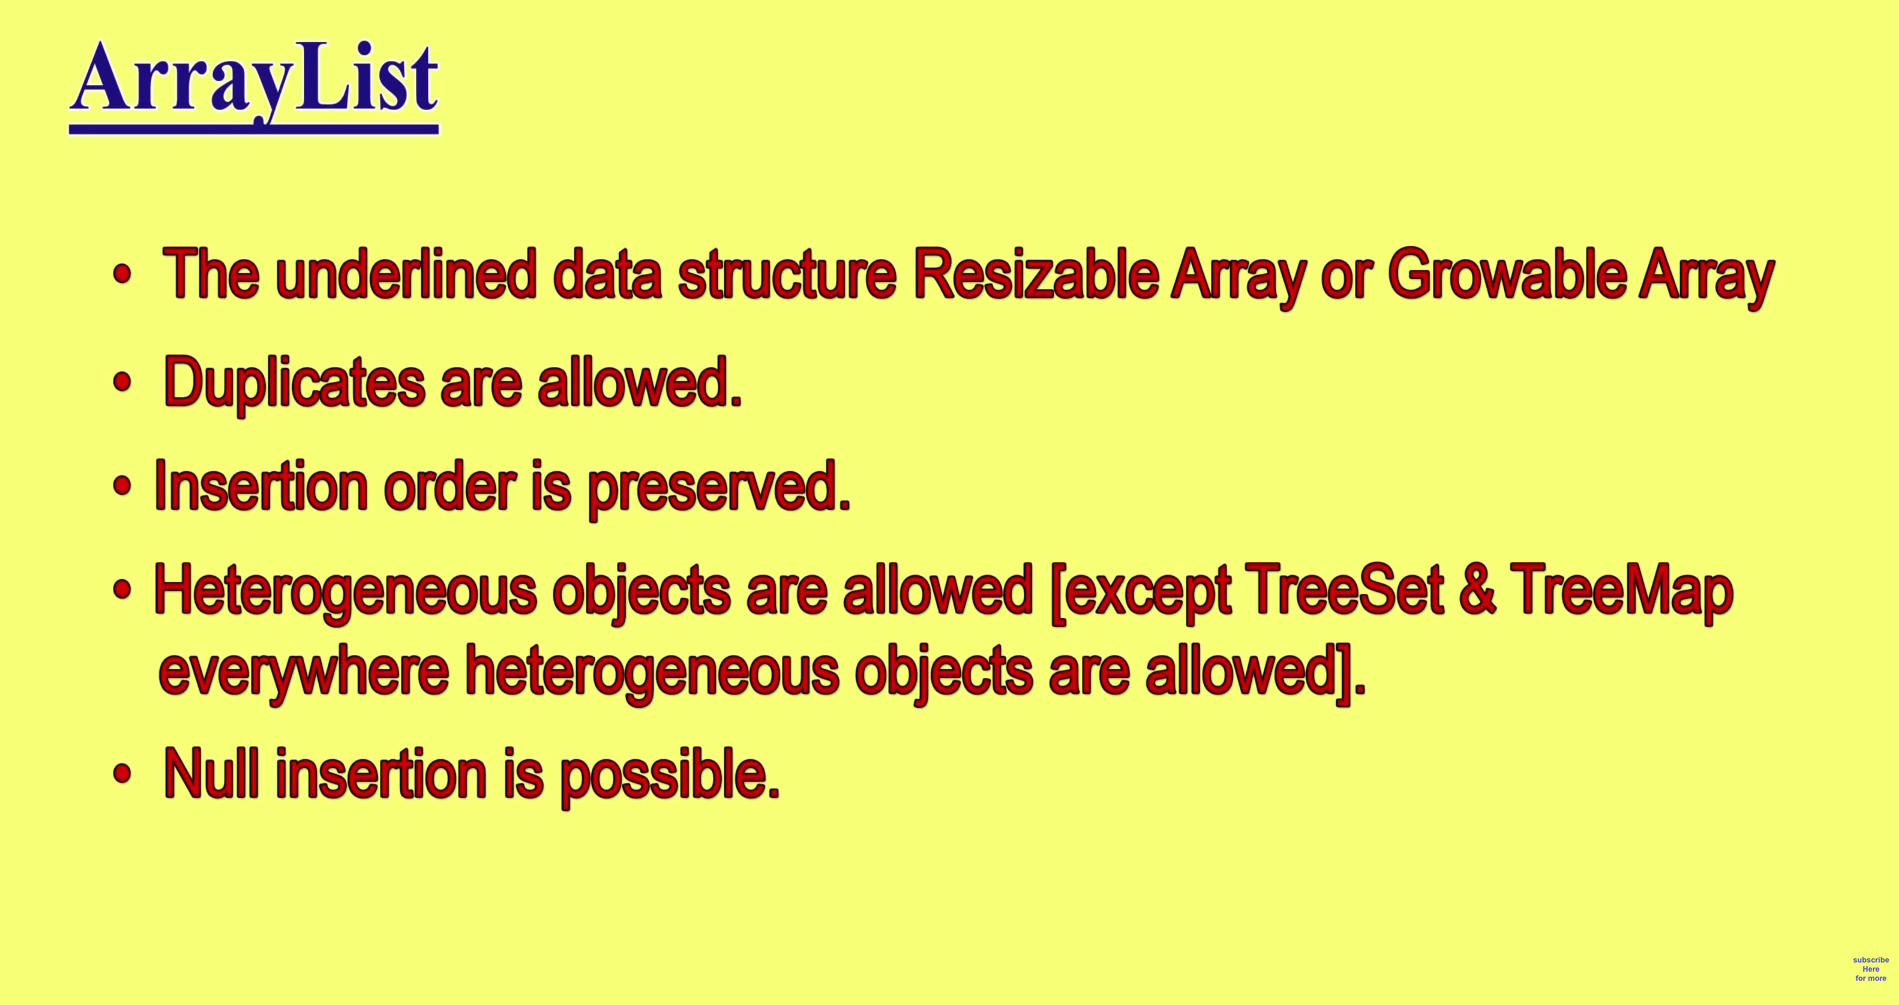 ArrayList
• The underlined data structure Resizable Array or Growable Array
• Duplicates are allowed.
• Insertion order is preserved.
• Heterogeneous objects are allowed [except TreeSet & TreeMap
everywhere heterogeneous objects are allowed].
• Null insertion is possible.
subscribe
Here
for more